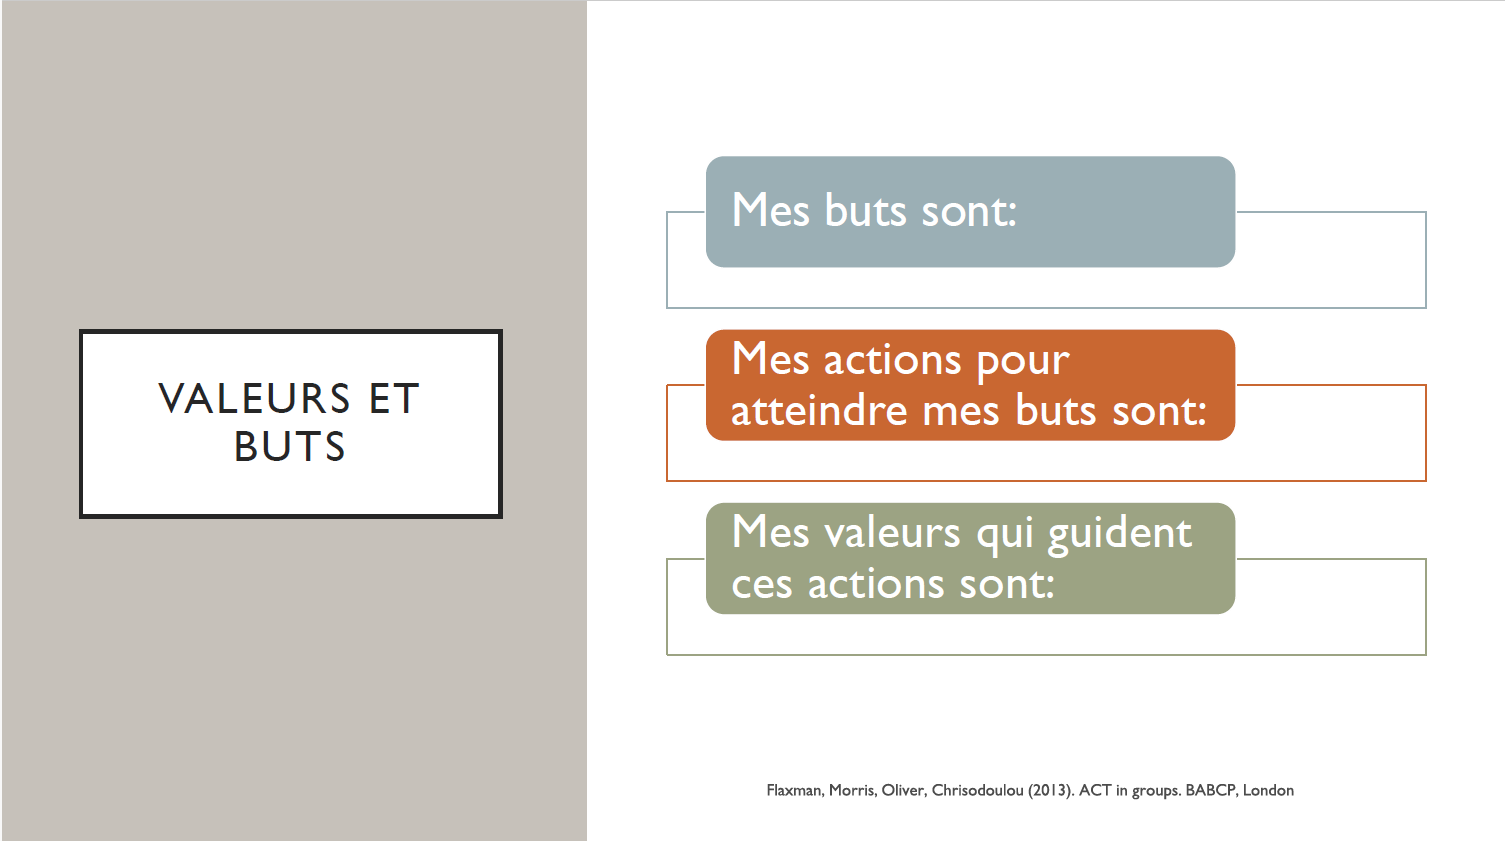 VALEURS ET
BUTS
Mes buts sont:
Mes actions pour
atteindre mes buts sont:
Mes valeurs qui guident
ces actions sont:
Flaxman, Morris, Oliver, Chrisodoulou (2013). ACT in groups. BABCP, London